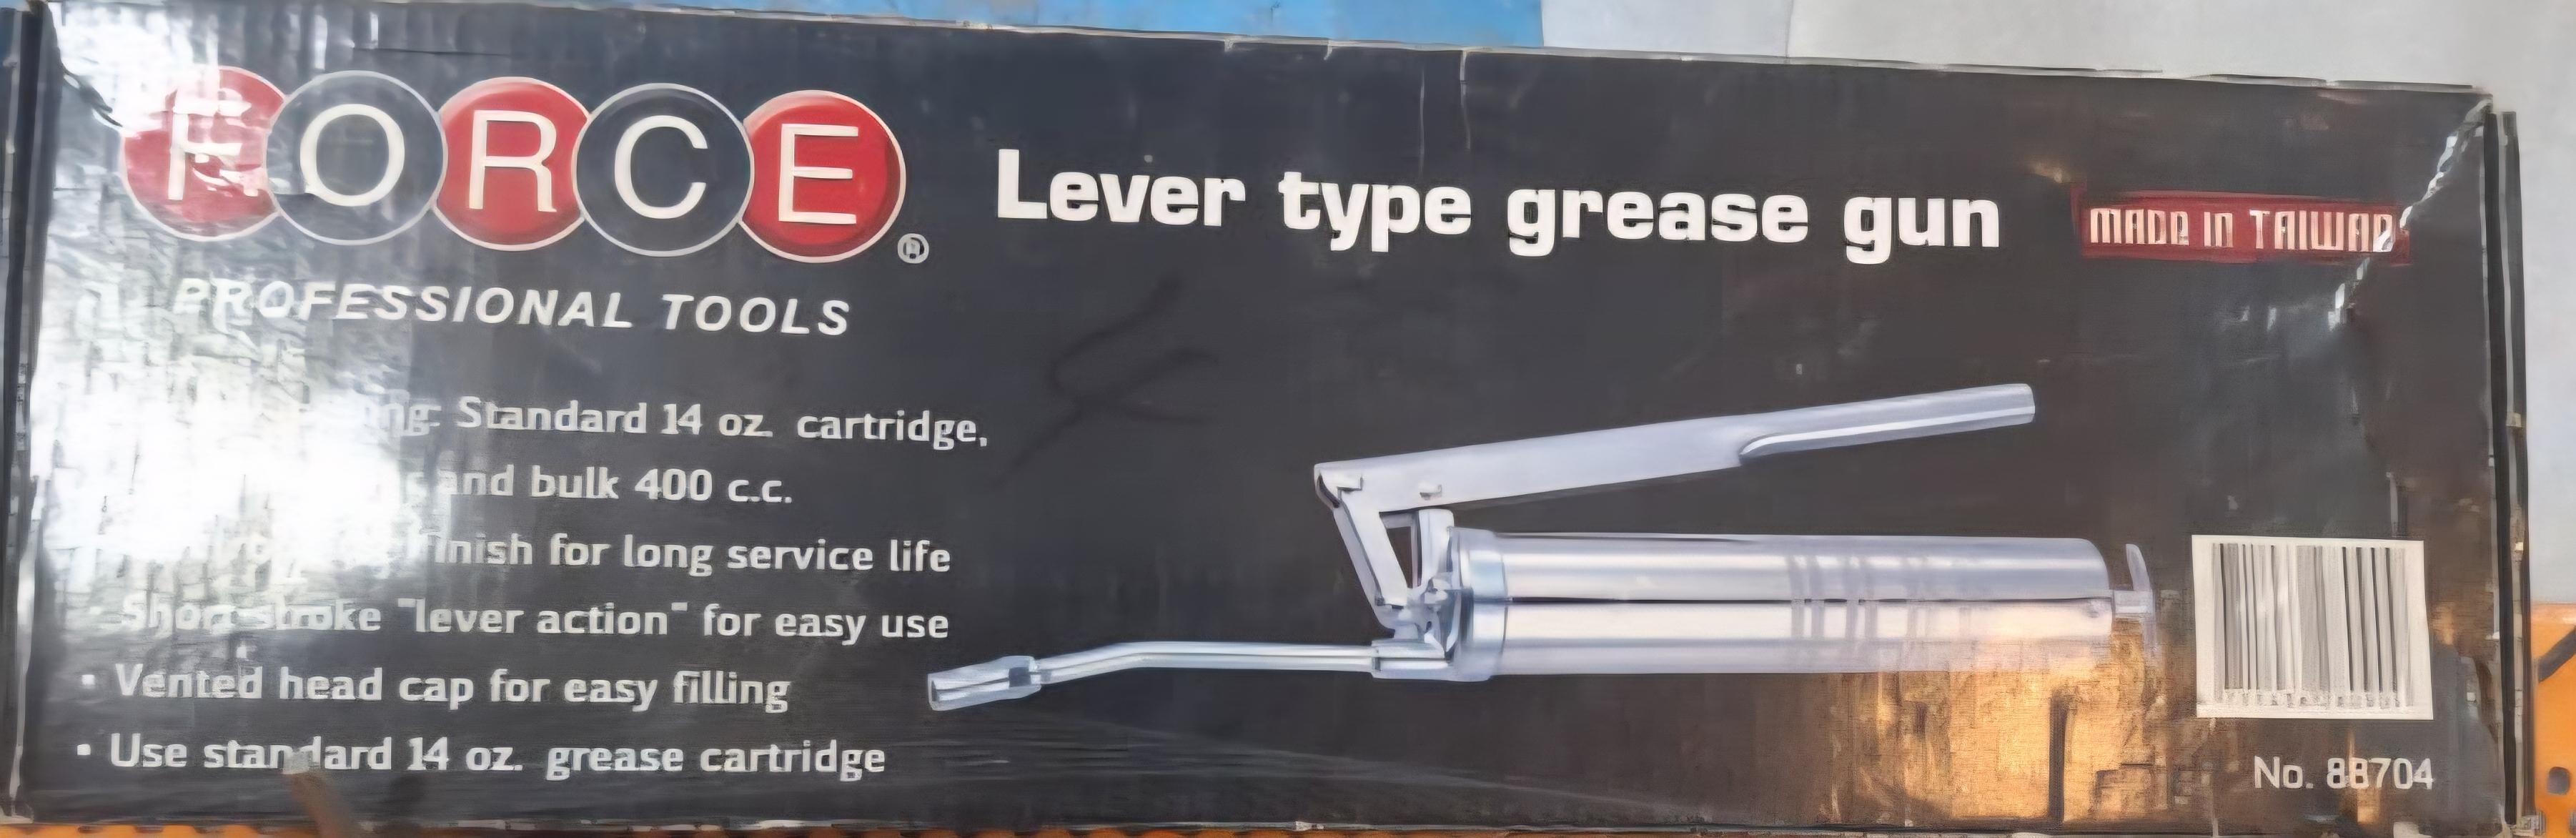 FORCE®
PROFESSIONAL TOOLS
Lever type grease gun
MADE IN TAIWAN
Standard 14 oz. cartridge,
and bulk 400 c.c.
for long service life
• Short stroke "lever action" for easy use
• Vented head cap for easy filling
• Use standard 14 oz. grease cartridge
No. 88704